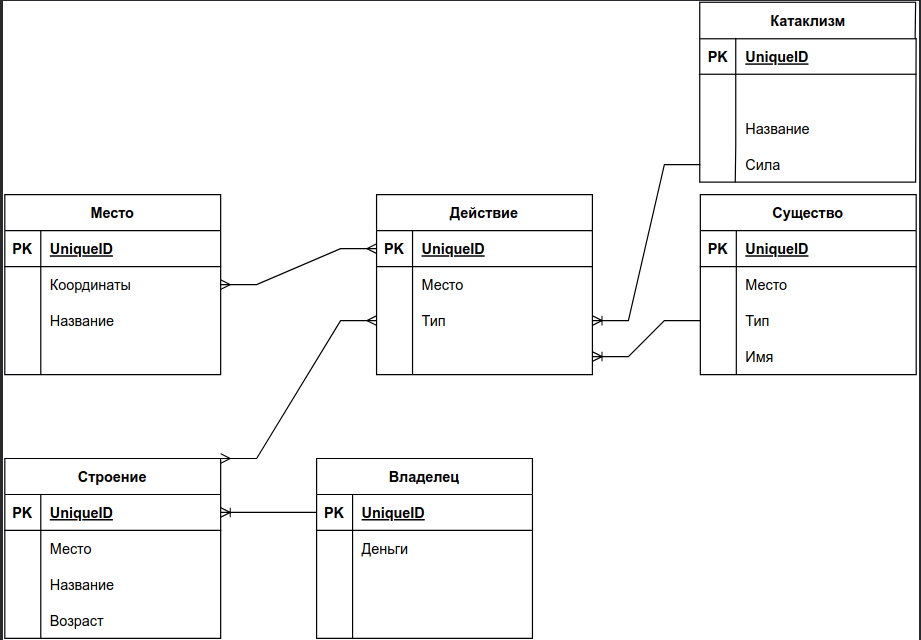 Катаклизм
PK UniqueID
Название
Сила
Место
PK UniqueID
Координаты
Название
Действие
PK UniqueID
Место
Тип
Существо
PK UniqueID
Место
Тип
Имя
Строение
PK UniqueID
Место
Название
Возраст
Владелец
PK UniqueID
Деньги